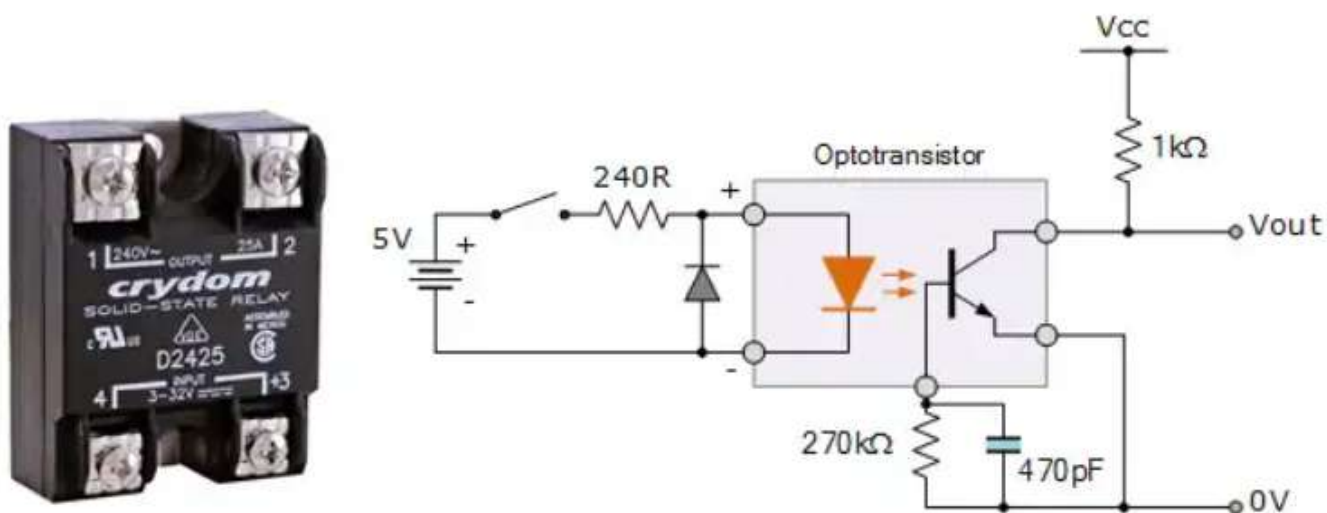 1 240V~ 25A 2
OUTPUT
crydom
SOLID-STATE RELAY
c US
D2425
INPUT
4 3-32V +3
Vcc
1kΩ
Optotransistor
240R
+
5V
+
-
-
Vout
270kΩ
470pF
0V